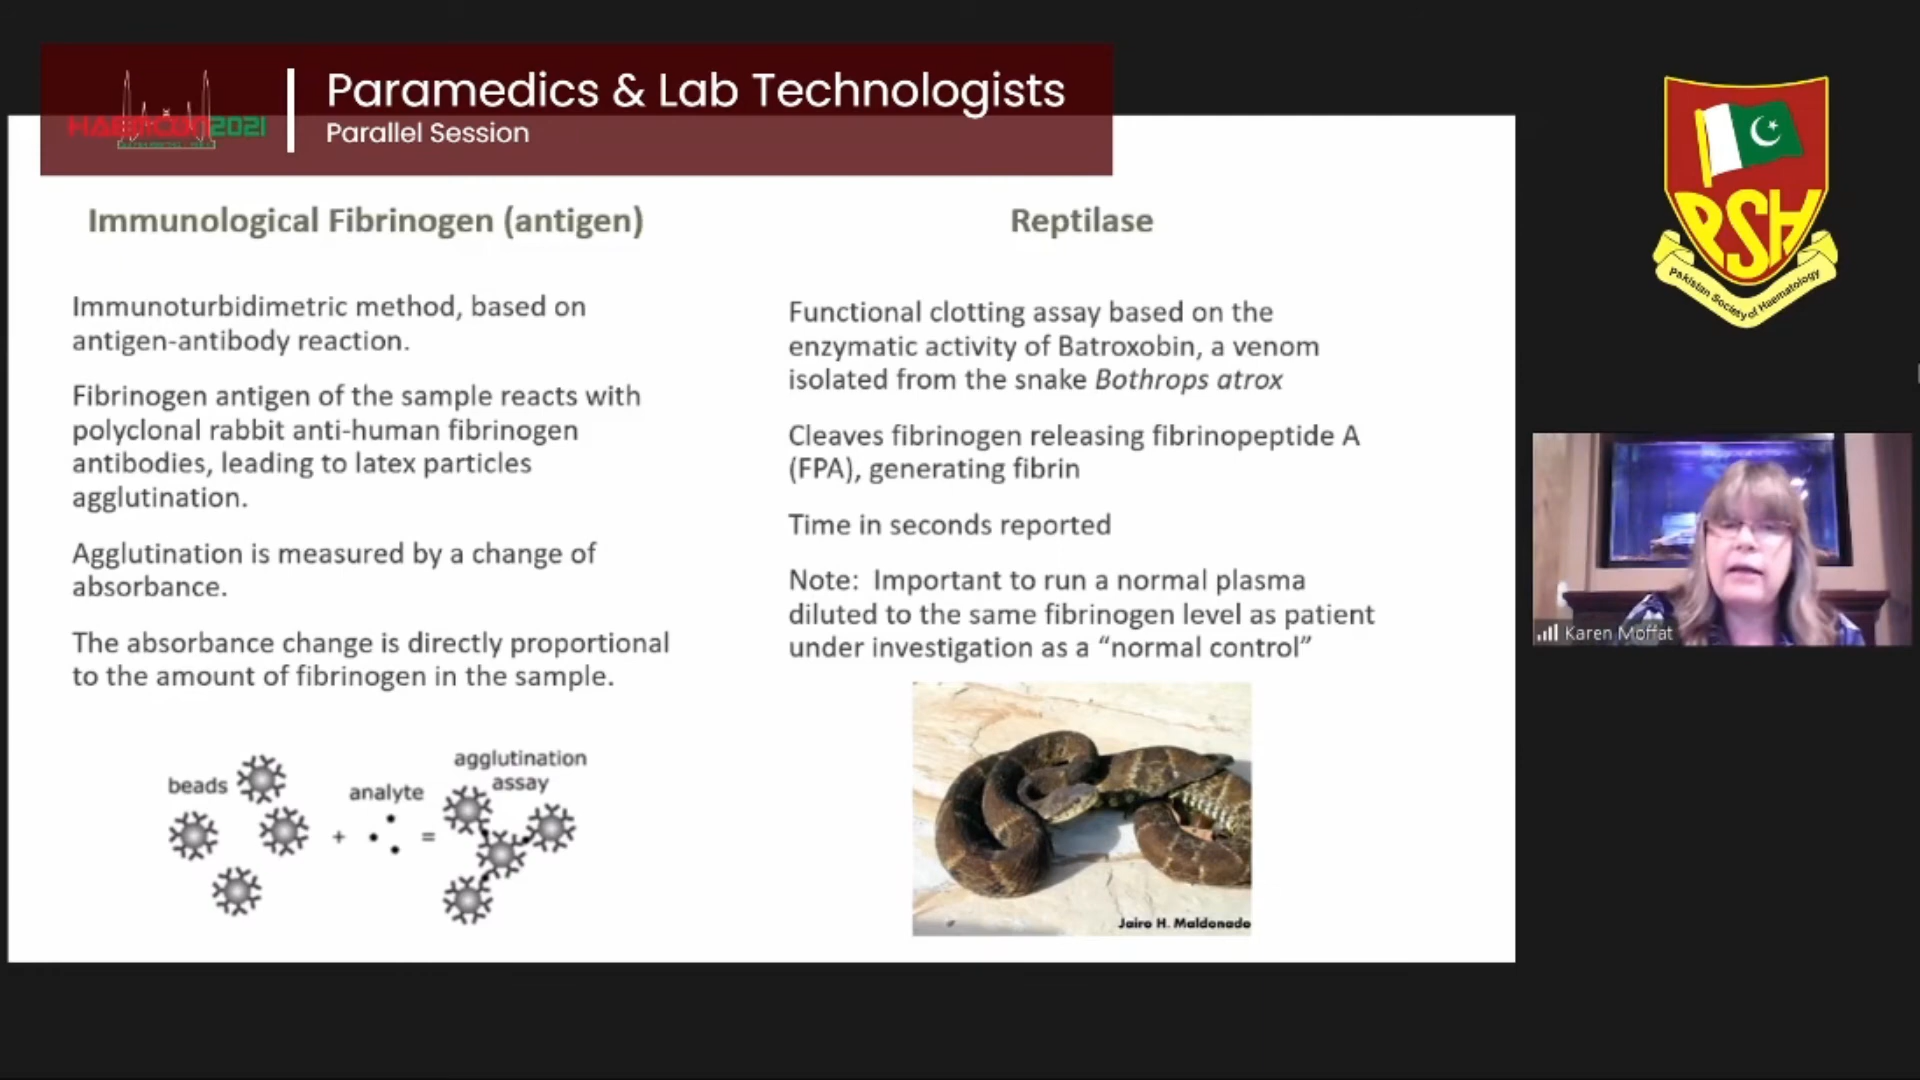 HAEMCON2021
Paramedics & Lab Technologists
Parallel Session
Immunological Fibrinogen (antigen)
Immunoturbidimetric method, based on
antigen-antibody reaction.
Fibrinogen antigen of the sample reacts with
polyclonal rabbit anti-human fibrinogen
antibodies, leading to latex particles
agglutination.
Agglutination is measured by a change of
absorbance.
The absorbance change is directly proportional
to the amount of fibrinogen in the sample.
beads
analyte
agglutination
assay
+
=
Reptilase
Functional clotting assay based on the
enzymatic activity of Batroxobin, a venom
isolated from the snake Bothrops atrox
Cleaves fibrinogen releasing fibrinopeptide A
(FPA), generating fibrin
Time in seconds reported
Note: Important to run a normal plasma
diluted to the same fibrinogen level as patient
under investigation as a “normal control”
Jairo H. Maldonado
PSH
Pakistan Society of Haematology
Karen Moffat